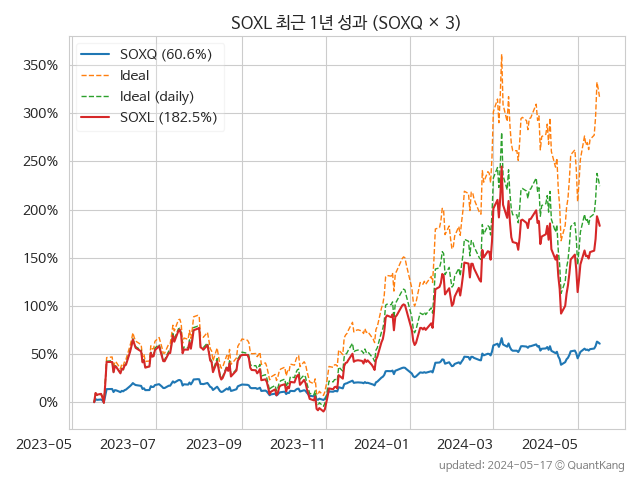 SOXL 최근 1년 성과 (SOXQ × 3)
SOXQ (60.6%)
Ideal
Ideal (daily)
SOXL (182.5%)
350%
300%
250%
200%
150%
100%
50%
0%
2023-05 2023-07 2023-09 2023-11 2024-01 2024-03 2024-05
updated: 2024-05-17 © QuantKang